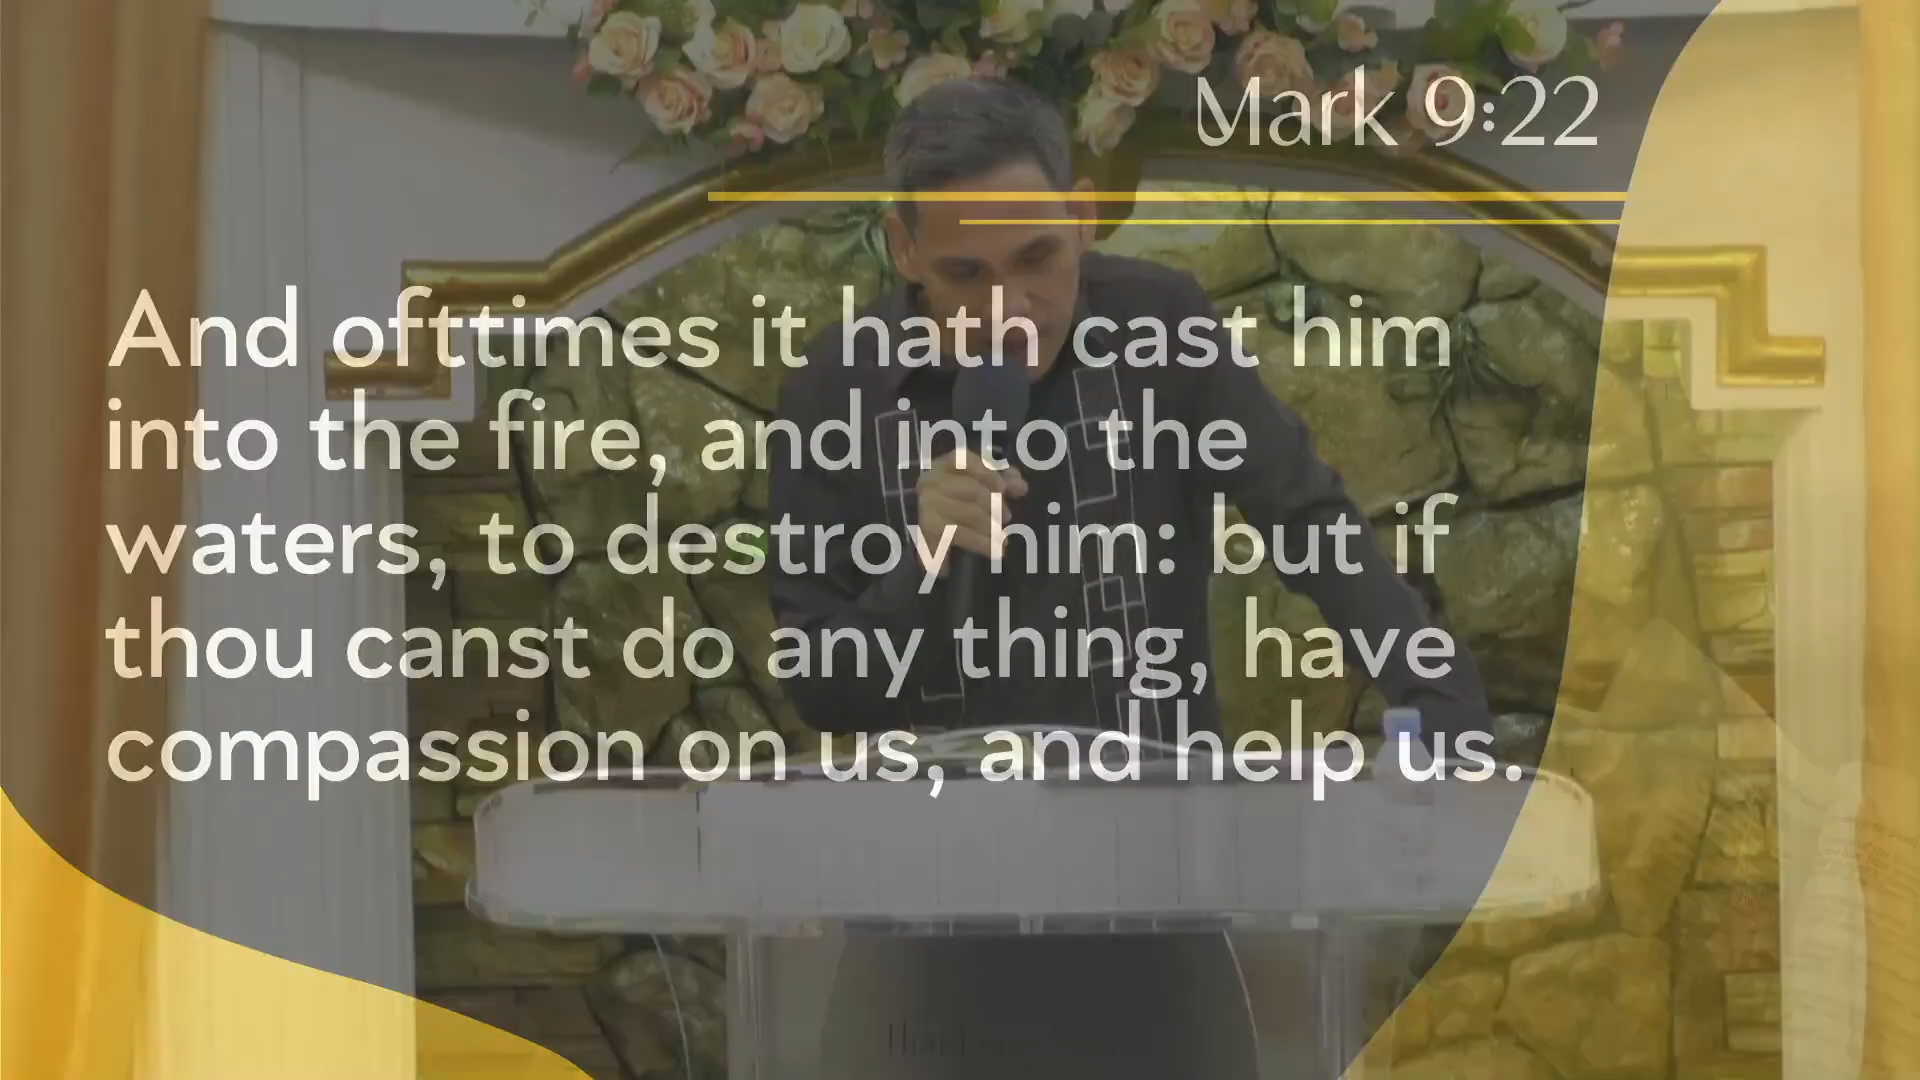 Mark 9:22
And ofttimes it hath cast him
into the fire, and into the
waters, to destroy him: but if
thou canst do any thing, have
compassion on us, and help us.